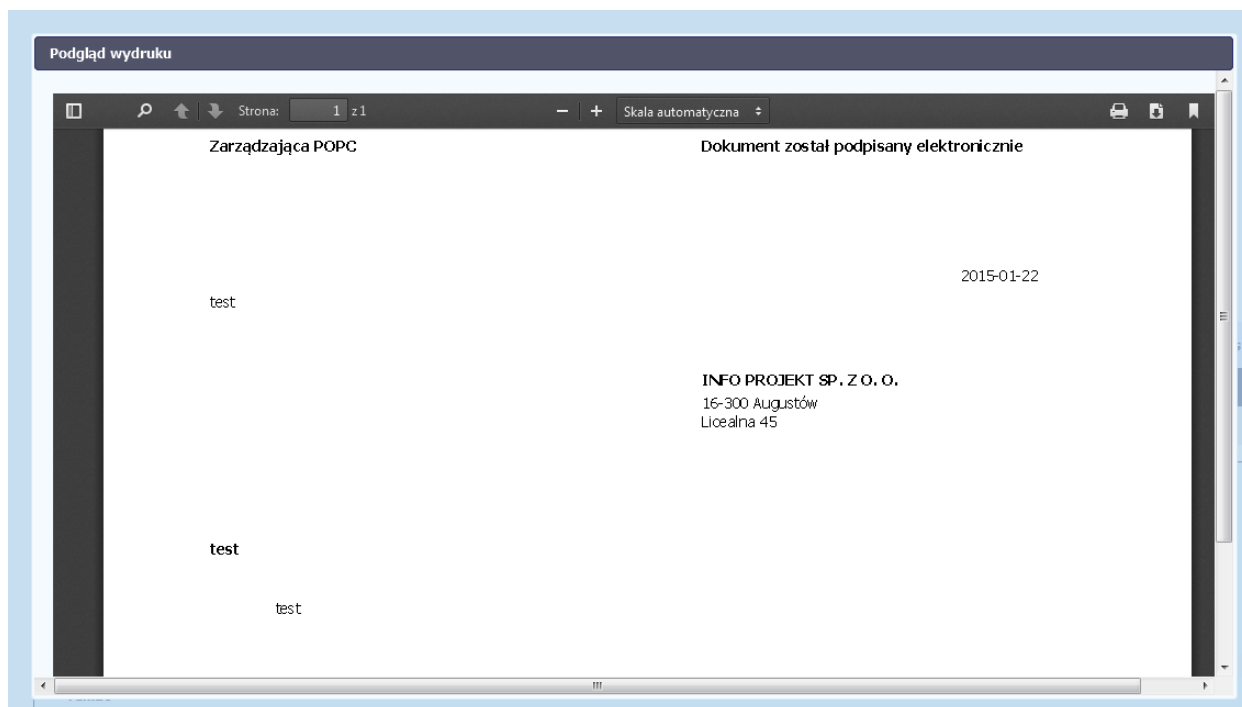 Podgląd wydruku
Strona: 1 z 1 Skala automatyczna
Zarządzająca POPC Dokument został podpisany elektronicznie
2015-01-22
test
INFO PROJEKT SP. Z O. O.
16-300 Augustów
Licealna 45
test
test